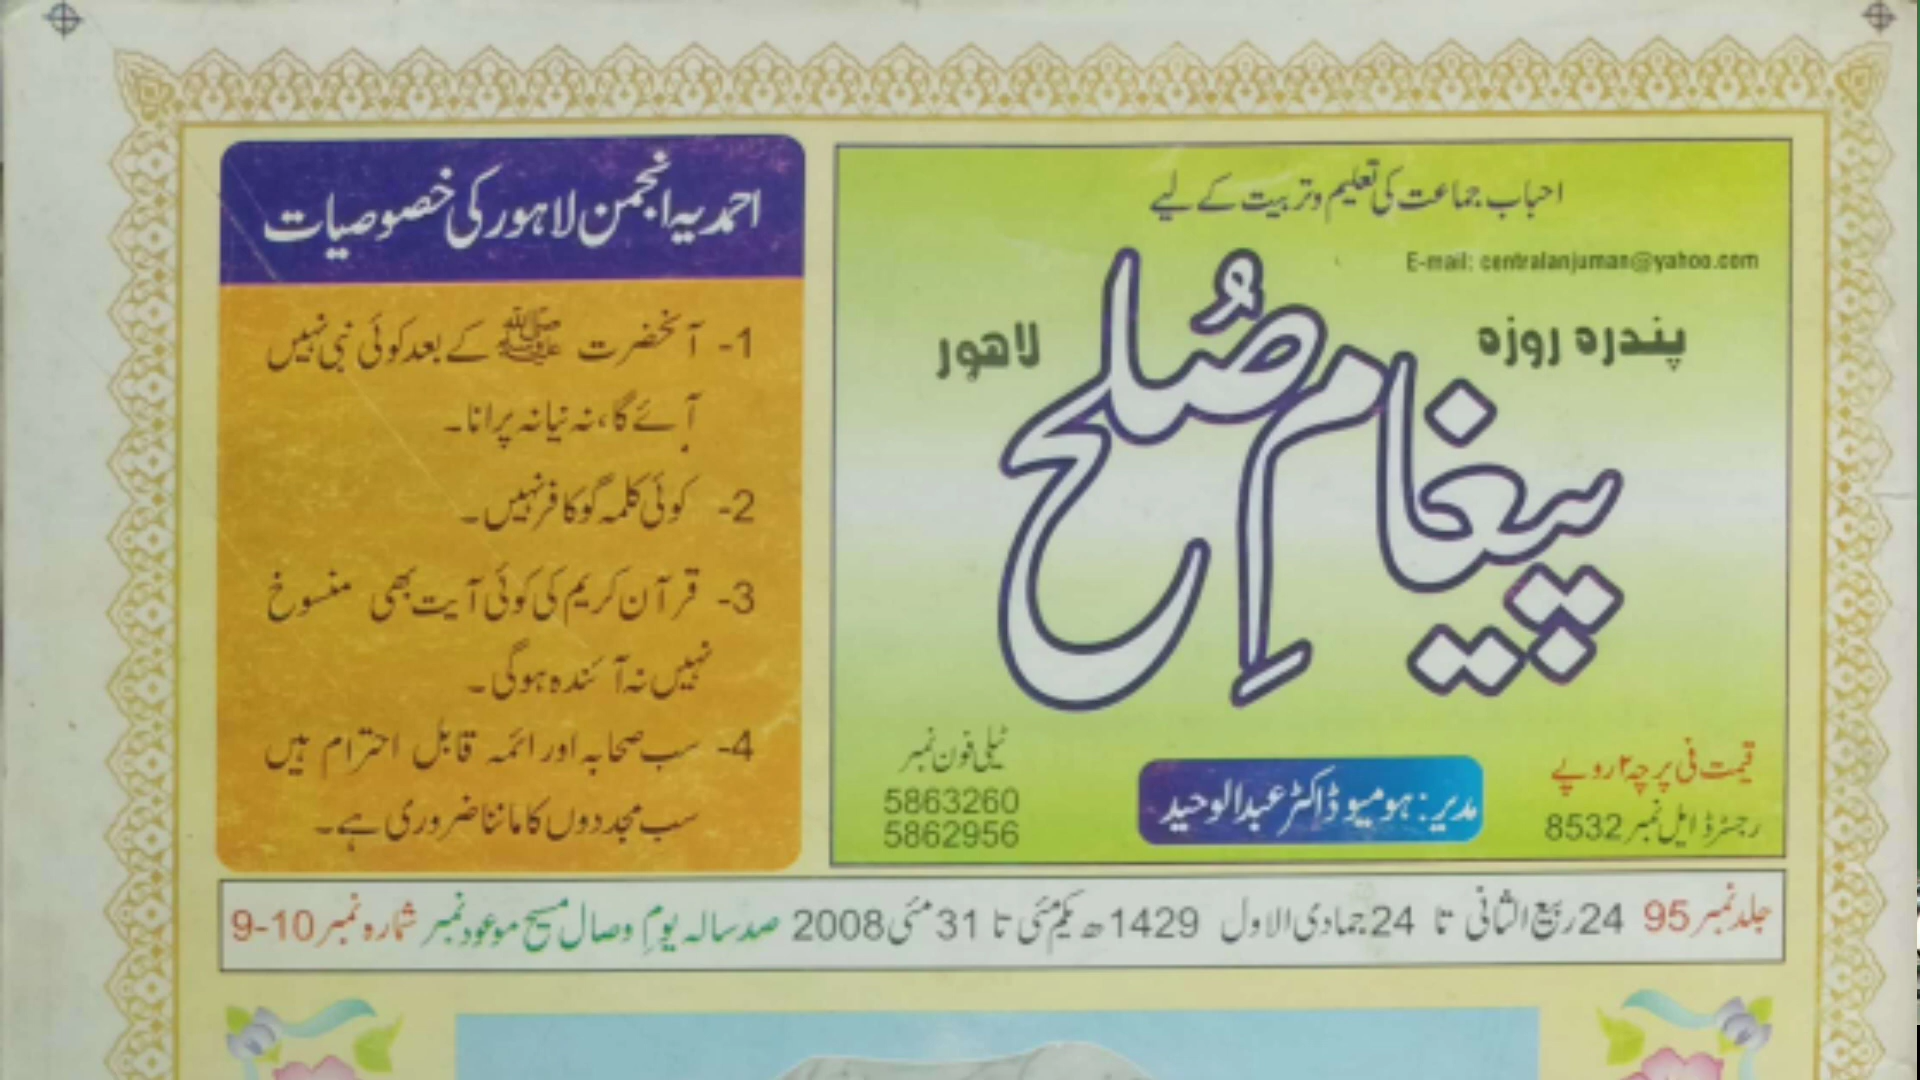 احباب جماعت کی تعلیم و تربیت کے لیے
E-mail: centralanjuman@yahoo.com
پندرہ روزہ
پیغامِ صُلح
لاهور
قیمت فی پرچہ ۲ روپے
رجسٹرڈ ایل نمبر 8532
مدیر: ہومیو ڈاکٹر عبدالوحید
ٹیلی فون نمبر
5863260
5862956
احمدیہ انجمن لاہور کی خصوصیات
1- آنحضرت ﷺ کے بعد کوئی نبی نہیں
آئے گا، نہ نیا نہ پرانا۔
2- کوئی کلمہ گو کافر نہیں۔
3- قرآن کریم کی کوئی آیت بھی منسوخ
نہیں نہ آئندہ ہوگی۔
4- سب صحابہ اور ائمہ قابل احترام ہیں
سب مجددوں کا ماننا ضروری ہے۔
جلد نمبر 95 24 ربیع الثانی تا 24 جمادی الاول 1429ھ یکم مئی تا 31 مئی 2008 صد سالہ یومِ وصال مسیح موعود نمبر شمارہ نمبر 10-9